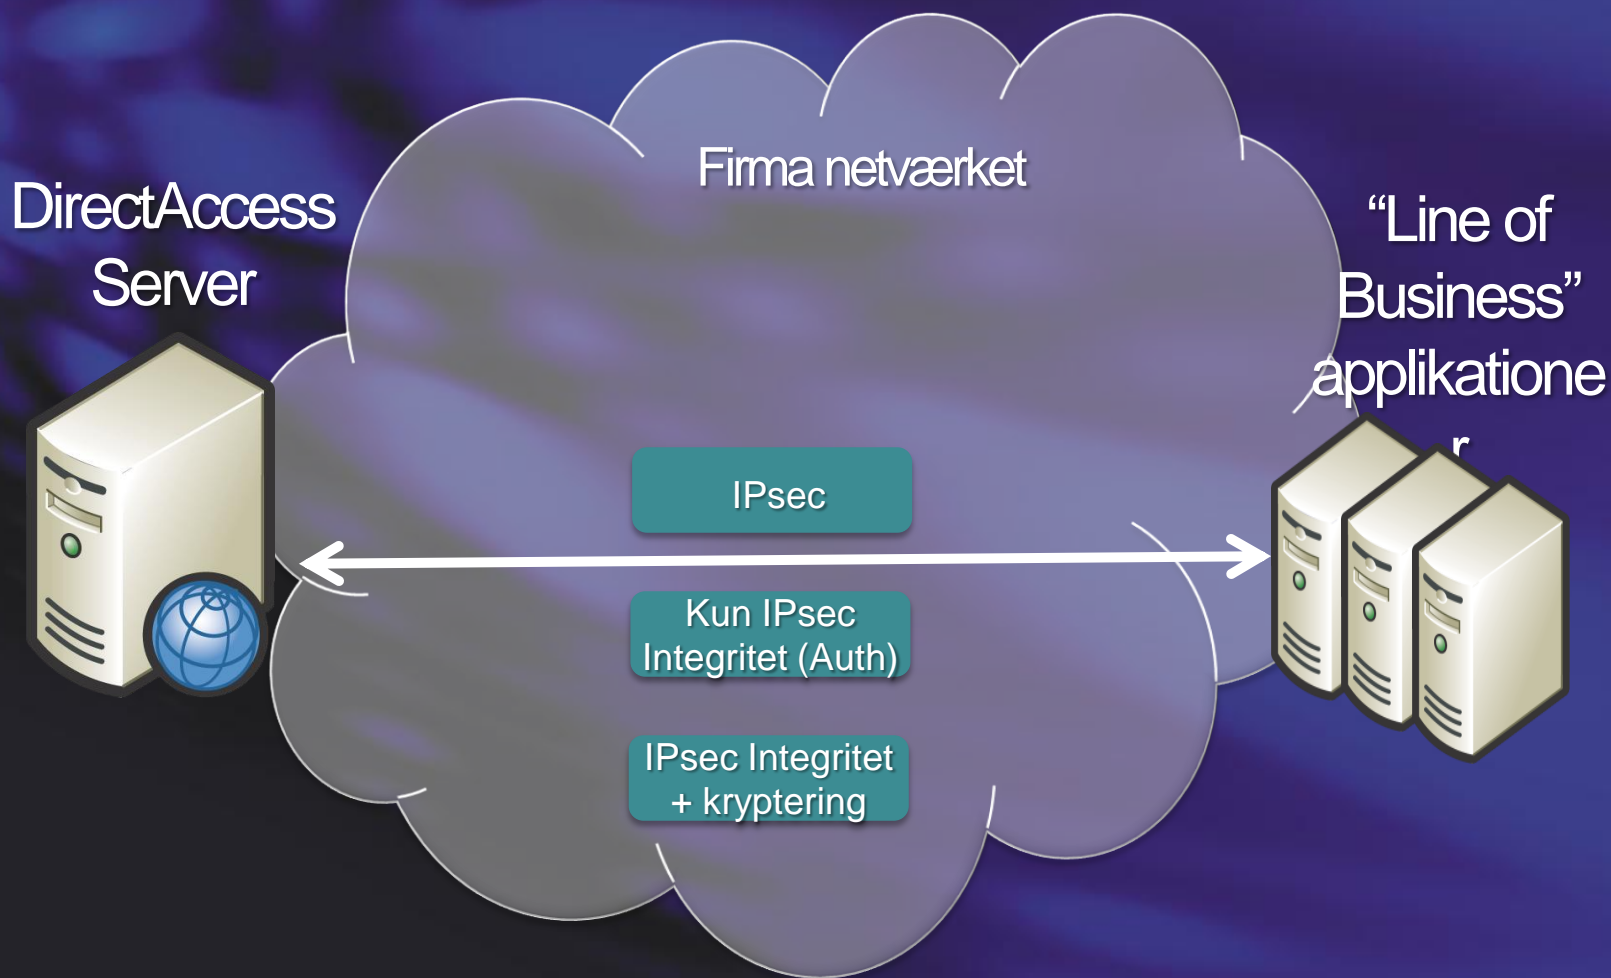 Firma netværket
DirectAccess
Server
“Line of
Business”
applikatione
r
IPsec
Kun IPsec
Integritet (Auth)
IPsec Integritet
+ kryptering